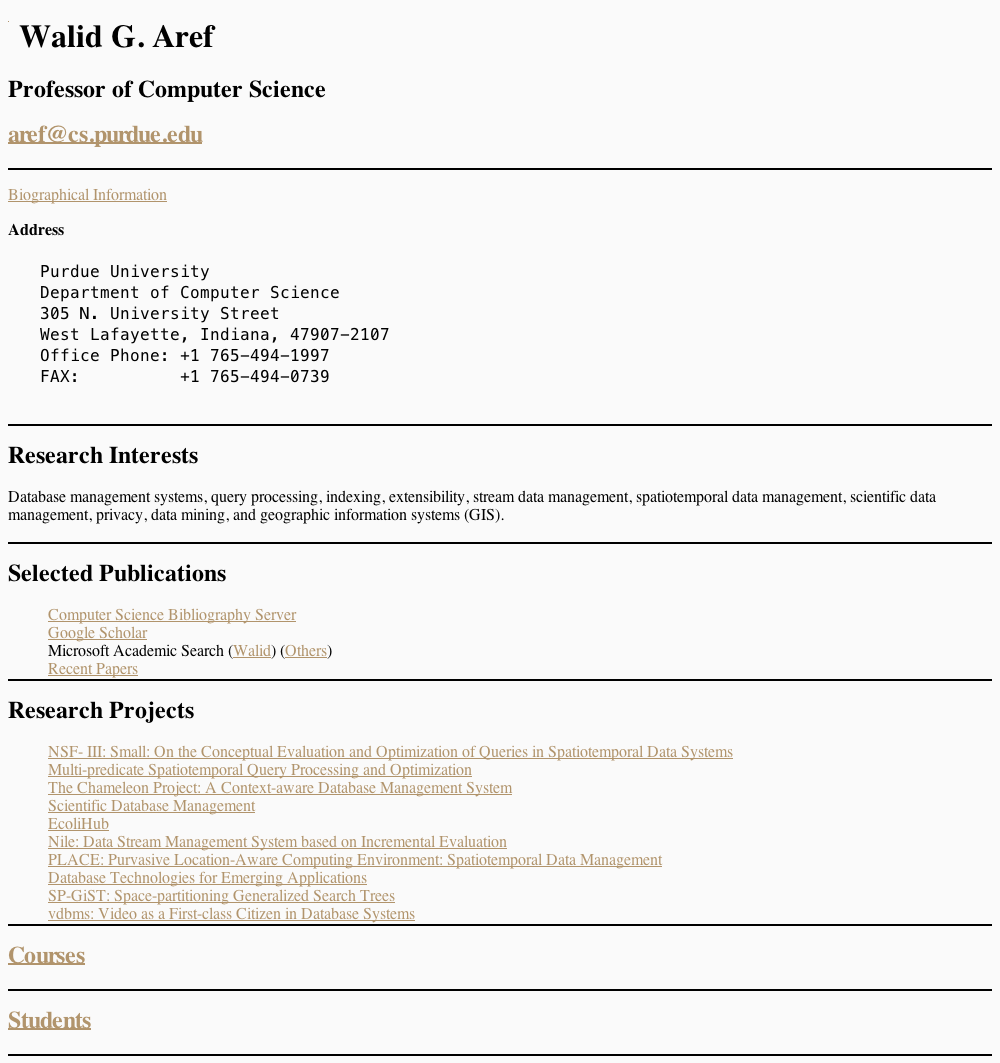 Walid G. Aref
Professor of Computer Science
aref@cs.purdue.edu
Biographical Information
Address
Purdue University
Department of Computer Science
305 N. University Street
West Lafayette, Indiana, 47907-2107
Office Phone: +1 765-494-1997
FAX:          +1 765-494-0739
Research Interests
Database management systems, query processing, indexing, extensibility, stream data management, spatiotemporal data management, scientific data
management, privacy, data mining, and geographic information systems (GIS).
Selected Publications
Computer Science Bibliography Server
Google Scholar
Microsoft Academic Search (Walid) (Others)
Recent Papers
Research Projects
NSF- III: Small: On the Conceptual Evaluation and Optimization of Queries in Spatiotemporal Data Systems
Multi-predicate Spatiotemporal Query Processing and Optimization
The Chameleon Project: A Context-aware Database Management System
Scientific Database Management
EcoliHub
Nile: Data Stream Management System based on Incremental Evaluation
PLACE: Purvasive Location-Aware Computing Environment: Spatiotemporal Data Management
Database Technologies for Emerging Applications
SP-GiST: Space-partitioning Generalized Search Trees
vdbms: Video as a First-class Citizen in Database Systems
Courses
Students